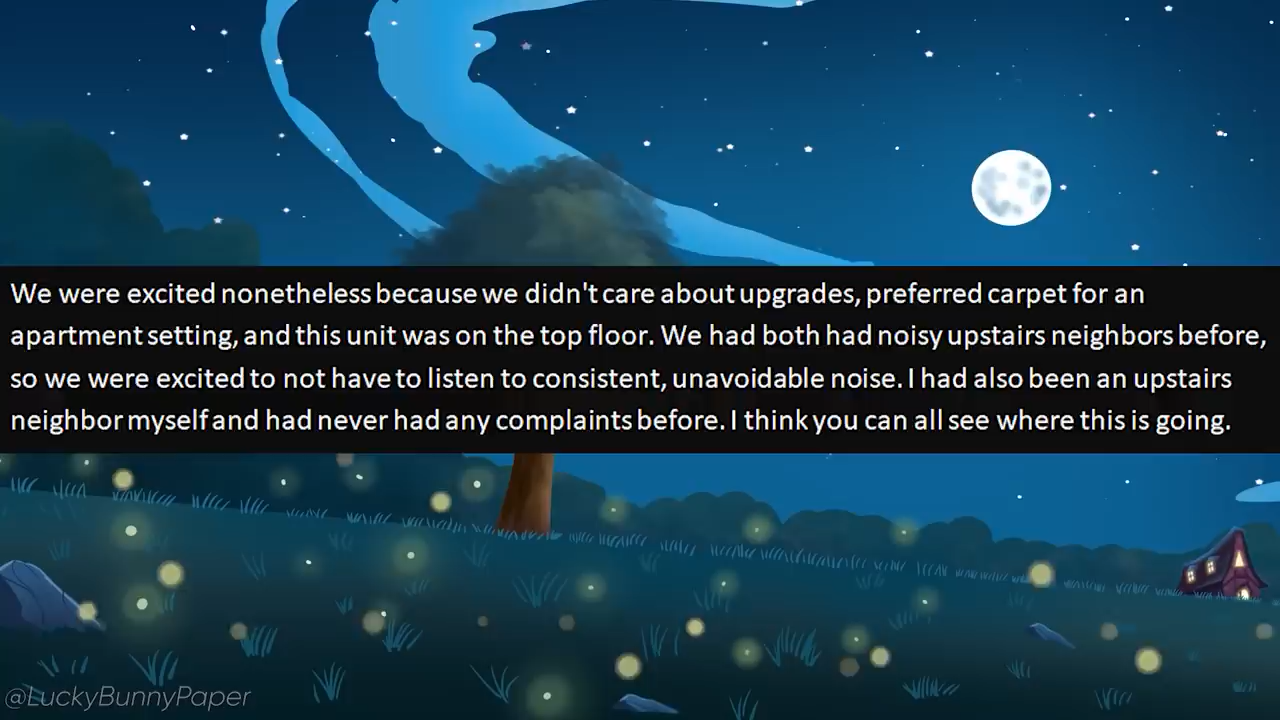 We were excited nonetheless because we didn't care about upgrades, preferred carpet for an
apartment setting, and this unit was on the top floor. We had both had noisy upstairs neighbors before,
so we were excited to not have to listen to consistent, unavoidable noise. I had also been an upstairs
neighbor myself and had never had any complaints before. I think you can all see where this is going.
@LuckyBunnyPaper